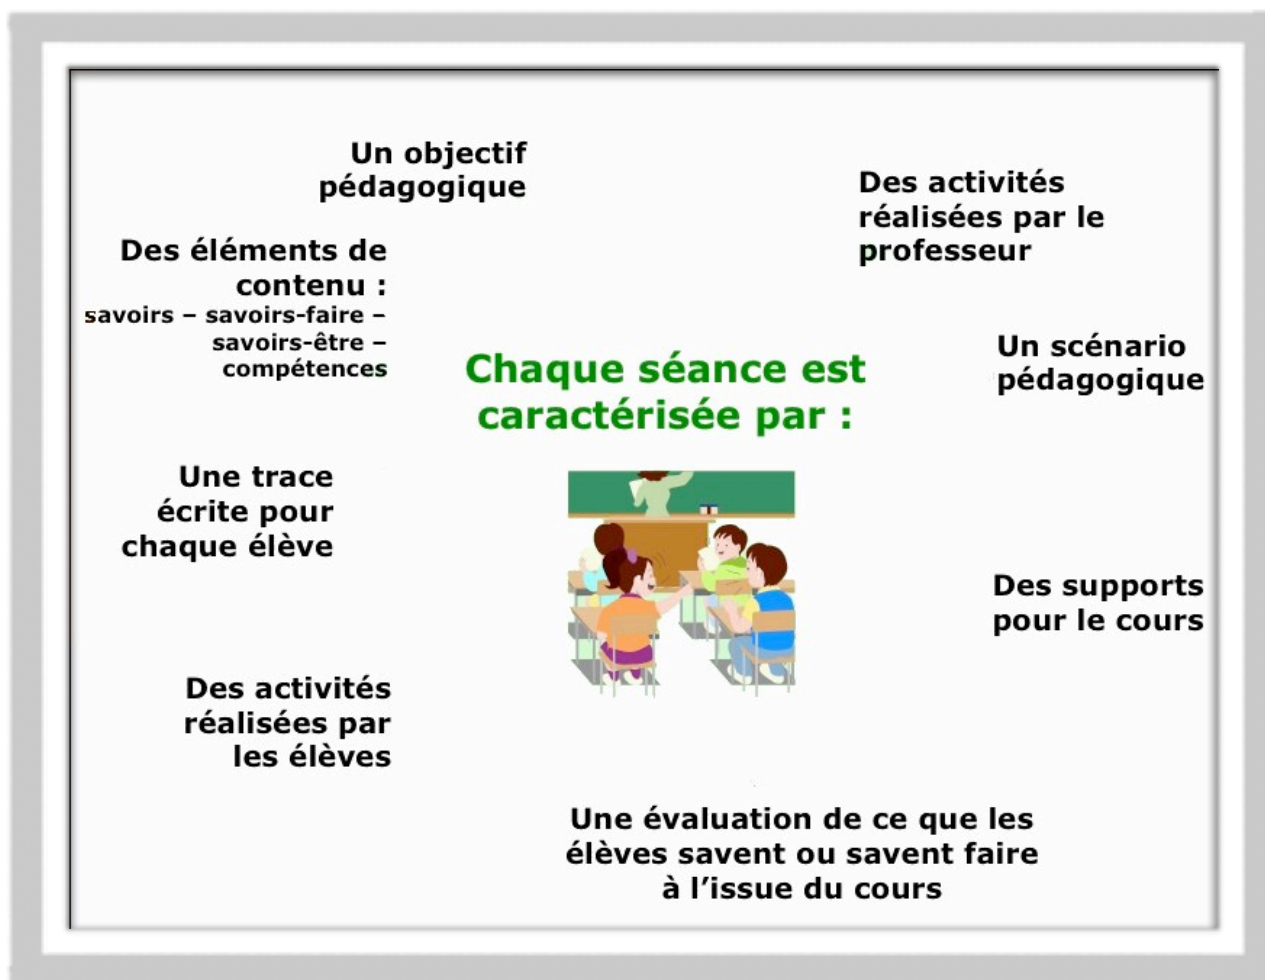 Un objectif
pédagogique
Des activités
réalisées par le
professeur
Des éléments de
contenu :
savoirs – savoirs-faire –
savoirs-être –
compétences
Un scénario
pédagogique
Chaque séance est
caractérisée par :
Une trace
écrite pour
chaque élève
Des supports
pour le cours
Des activités
réalisées par
les élèves
Une évaluation de ce que les
élèves savent ou savent faire
à l’issue du cours